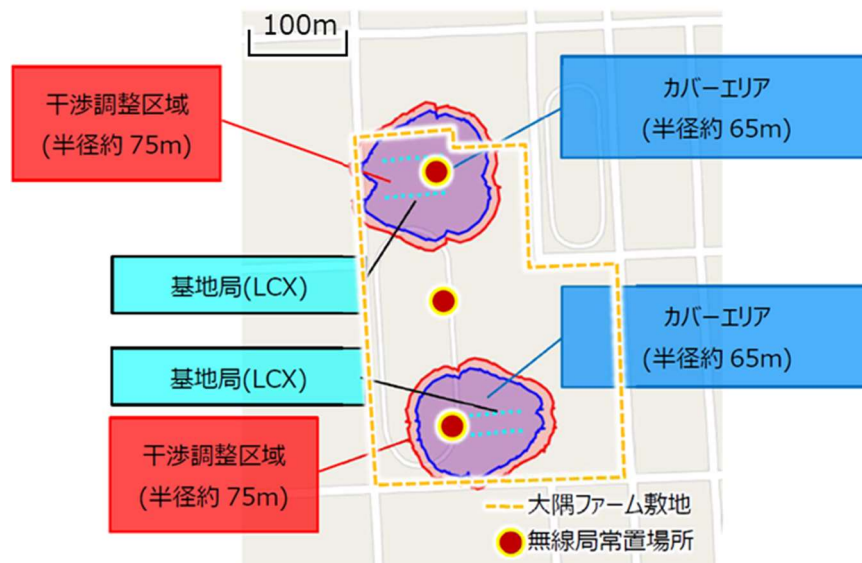 100m
干渉調整区域
(半径約 75m)
カバーエリア
(半径約 65m)
基地局(LCX)
カバーエリア
(半径約 65m)
基地局(LCX)
干渉調整区域
(半径約 75m)
大隅ファーム敷地
無線局常置場所